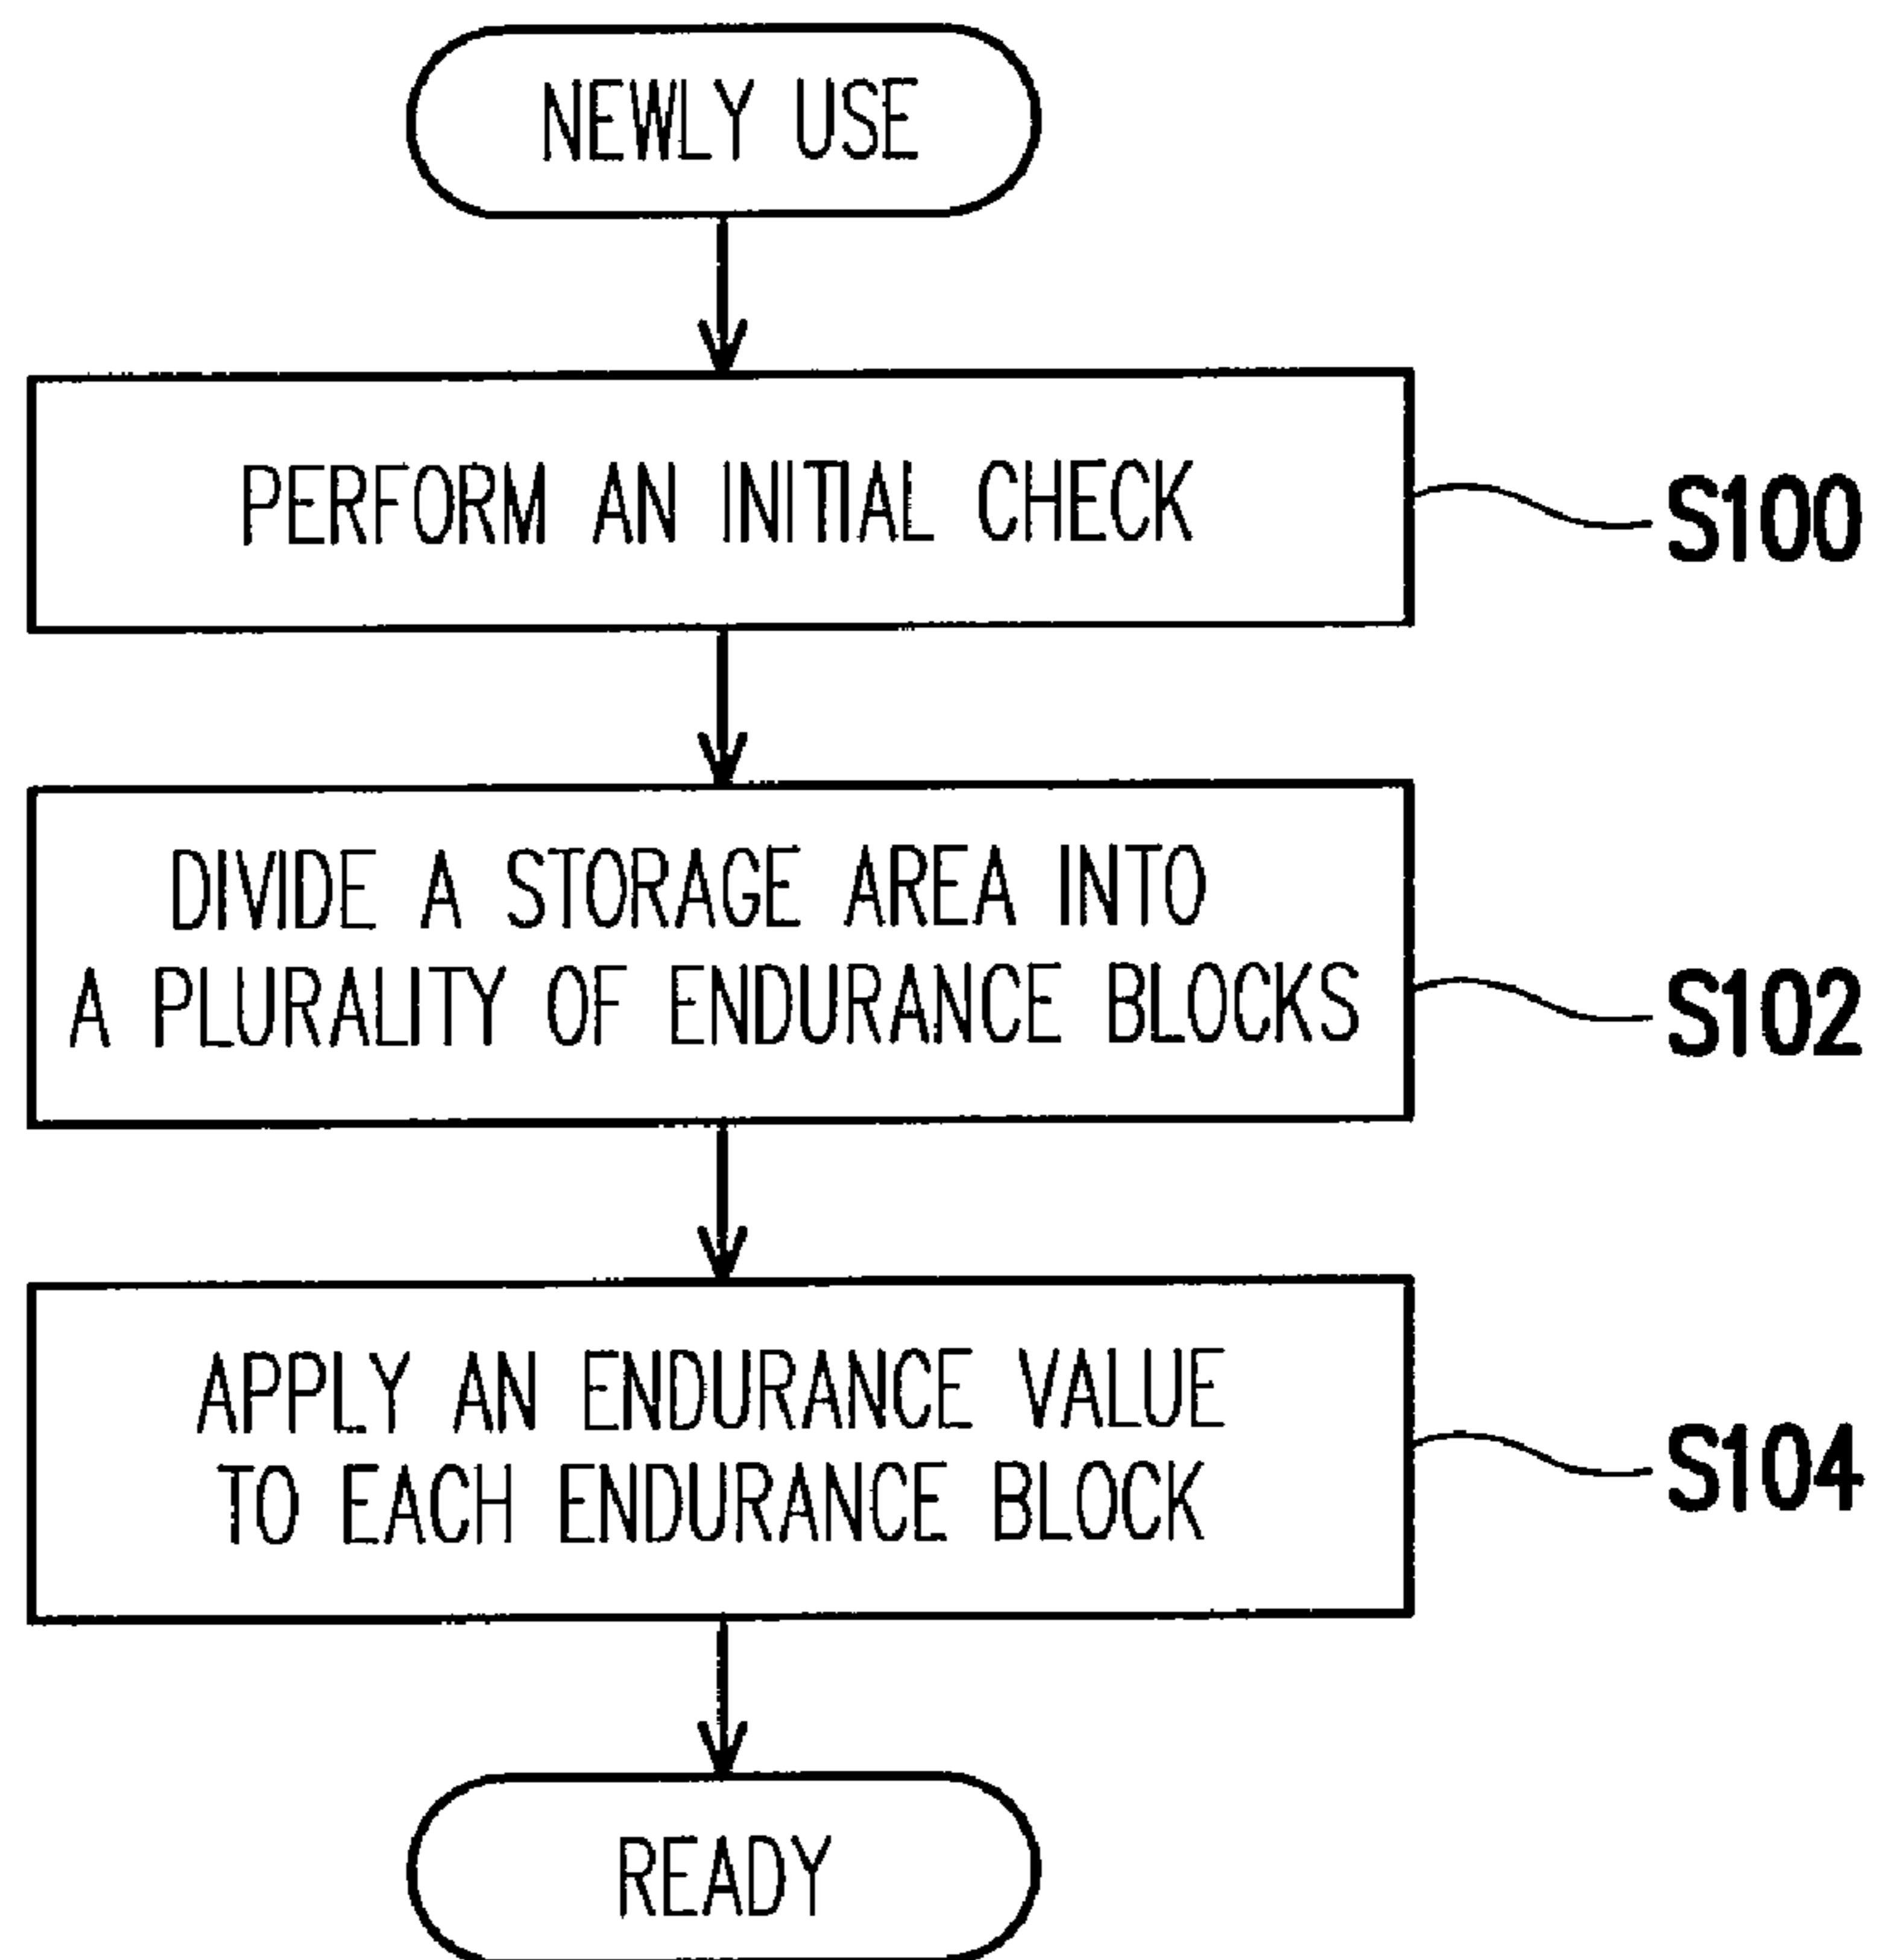 NEWLY USE
PERFORM AN INITIAL CHECK
S100
DIVIDE A STORAGE AREA INTO
A PLURALITY OF ENDURANCE BLOCKS
S102
APPLY AN ENDURANCE VALUE
TO EACH ENDURANCE BLOCK
S104
READY